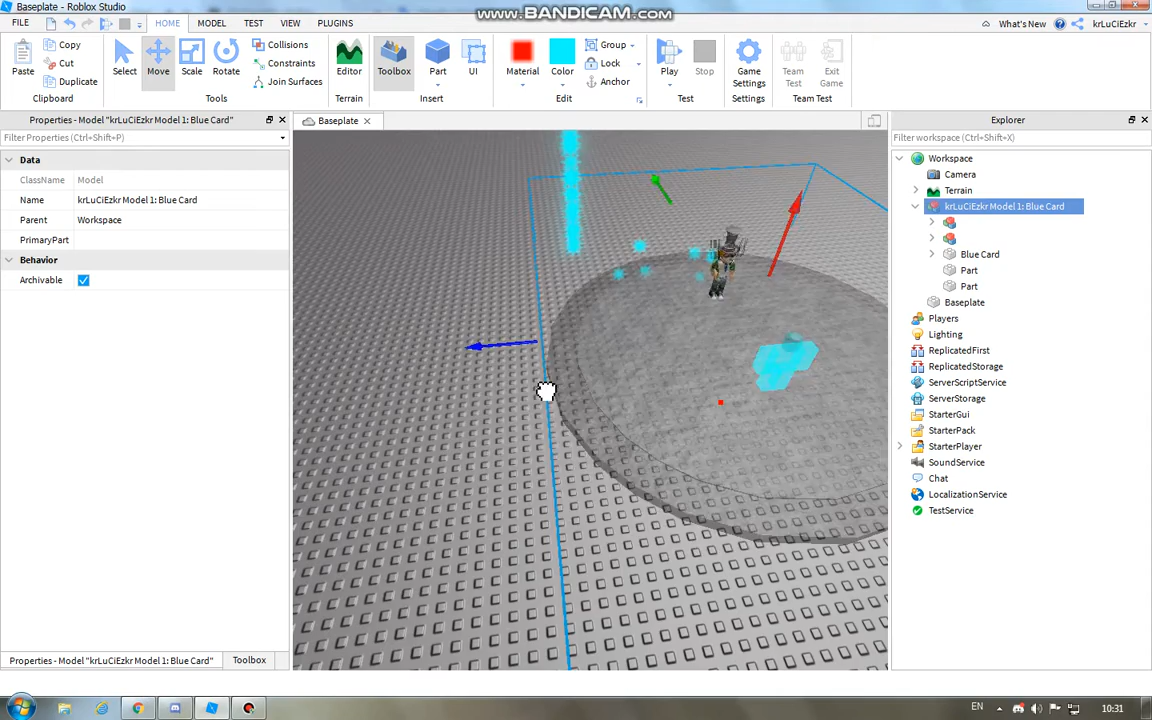 Baseplate - Roblox Studio
www.BANDICAM.com
FILE HOME MODEL TEST VIEW PLUGINS
What's New krLuCiEzkr
Paste Copy Cut Duplicate Clipboard
Select Move Scale Rotate Collisions Constraints Join Surfaces Tools
Editor Terrain
Toolbox Part UI Insert
Material Color Group Lock Anchor Edit
Play Stop Test
Game Settings Settings
Team Test Exit Game Team Test
Properties - Model "krLuCiEzkr Model 1: Blue Card"
Filter Properties (Ctrl+Shift+P)
Data
ClassName Model
Name krLuCiEzkr Model 1: Blue Card
Parent Workspace
PrimaryPart
Behavior
Archivable
Properties - Model "krLuCiEzkr Model 1: Blue Card" Toolbox
Baseplate
Explorer
Filter workspace (Ctrl+Shift+X)
Workspace
Camera
Terrain
krLuCiEzkr Model 1: Blue Card
Blue Card
Part
Part
Baseplate
Players
Lighting
ReplicatedFirst
ReplicatedStorage
ServerScriptService
ServerStorage
StarterGui
StarterPack
StarterPlayer
SoundService
Chat
LocalizationService
TestService
EN 10:31